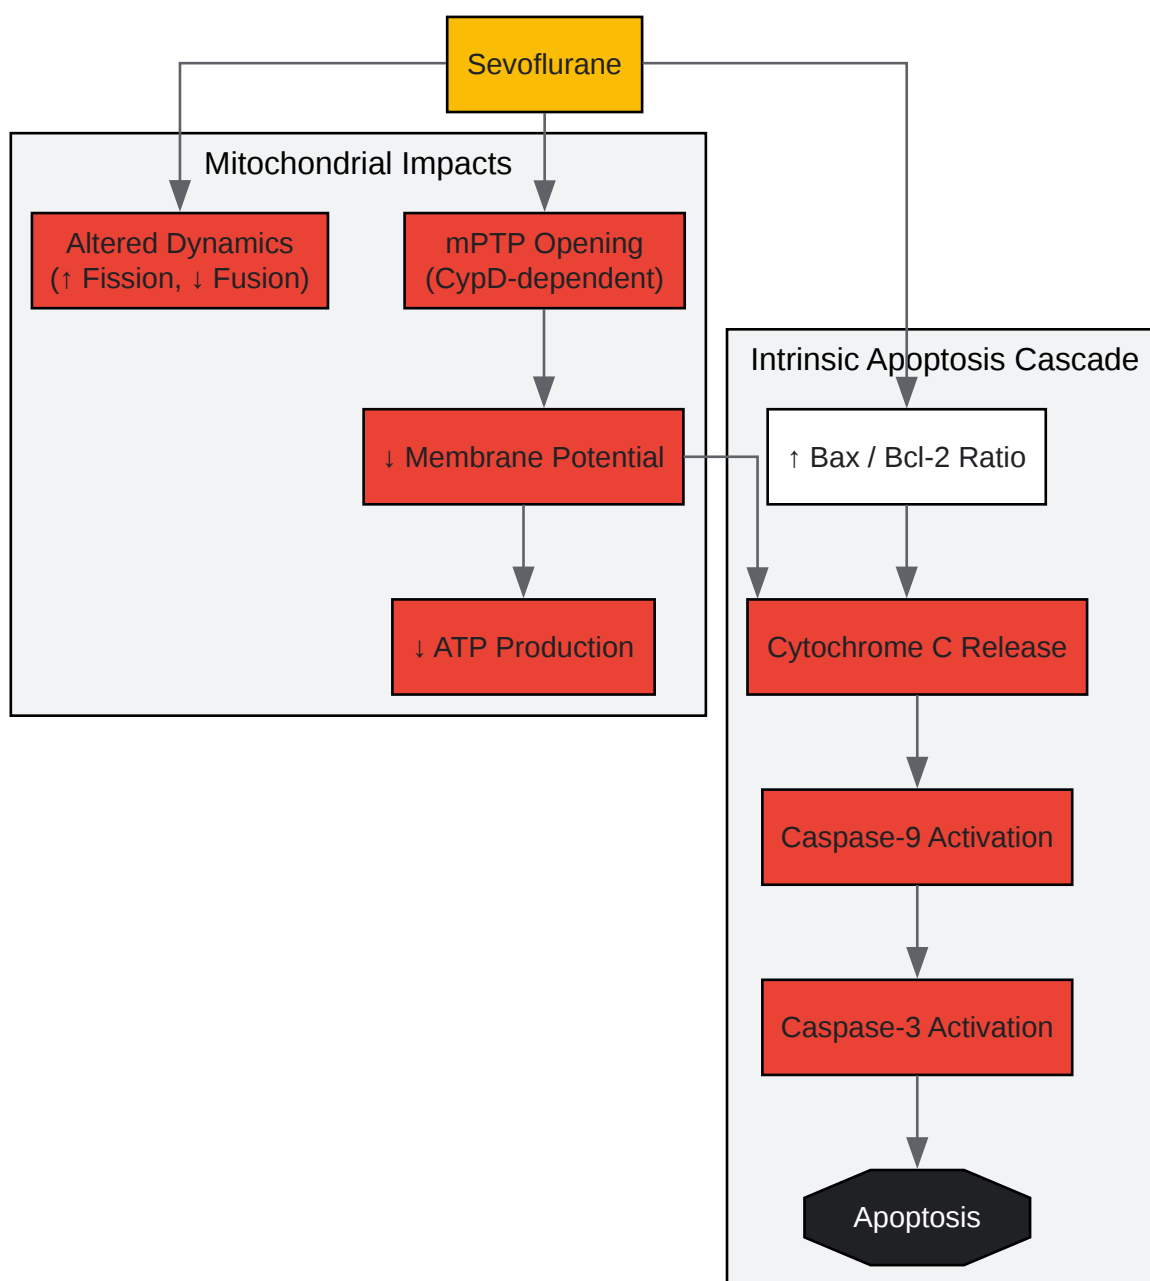 Sevoflurane
Mitochondrial Impacts
Altered Dynamics
(↑ Fission, ↓ Fusion)
mPTP Opening
(CypD-dependent)
↓ Membrane Potential
↓ ATP Production
Intrinsic Apoptosis Cascade
↑ Bax / Bcl-2 Ratio
Cytochrome C Release
Caspase-9 Activation
Caspase-3 Activation
Apoptosis